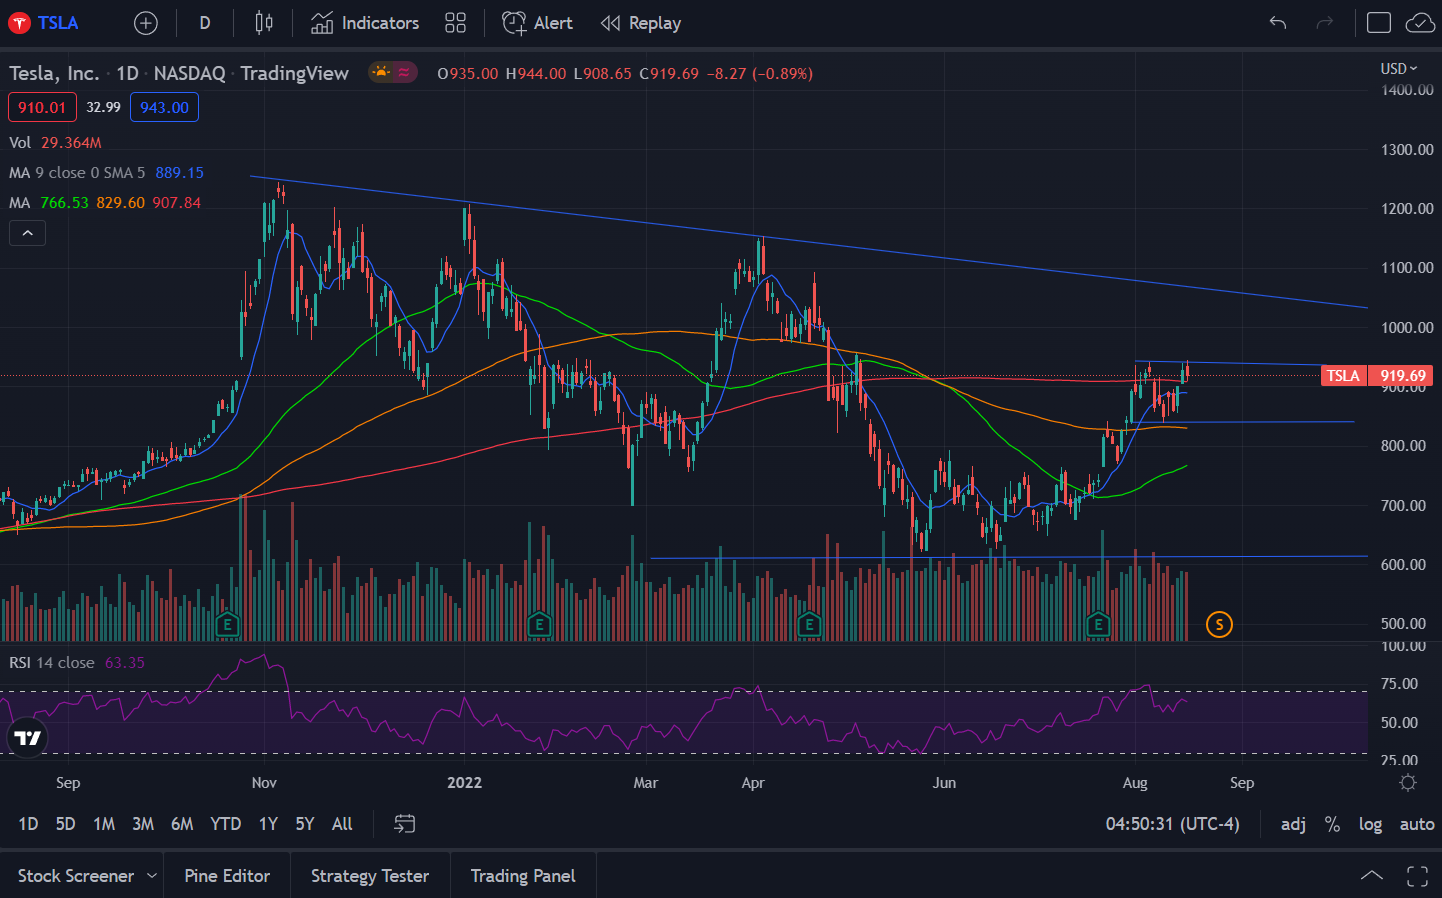 TSLA D Indicators Alert Replay
Tesla, Inc. · 1D · NASDAQ · TradingView ≈ O935.00 H944.00 L908.65 C919.69 −8.27 (−0.89%)
USD
910.01 32.99 943.00
1400.00
Vol 29.364M
1300.00
MA 9 close 0 SMA 5 889.15
MA 766.53 829.60 907.84
1200.00
1100.00
1000.00
TSLA 919.69
900.00
800.00
700.00
600.00
E E E E S 500.00
100.00
RSI 14 close 63.35
75.00
50.00
25.00
Sep Nov 2022 Mar Apr Jun Aug Sep
1D 5D 1M 3M 6M YTD 1Y 5Y All 04:50:31 (UTC-4) adj % log auto
Stock Screener Pine Editor Strategy Tester Trading Panel